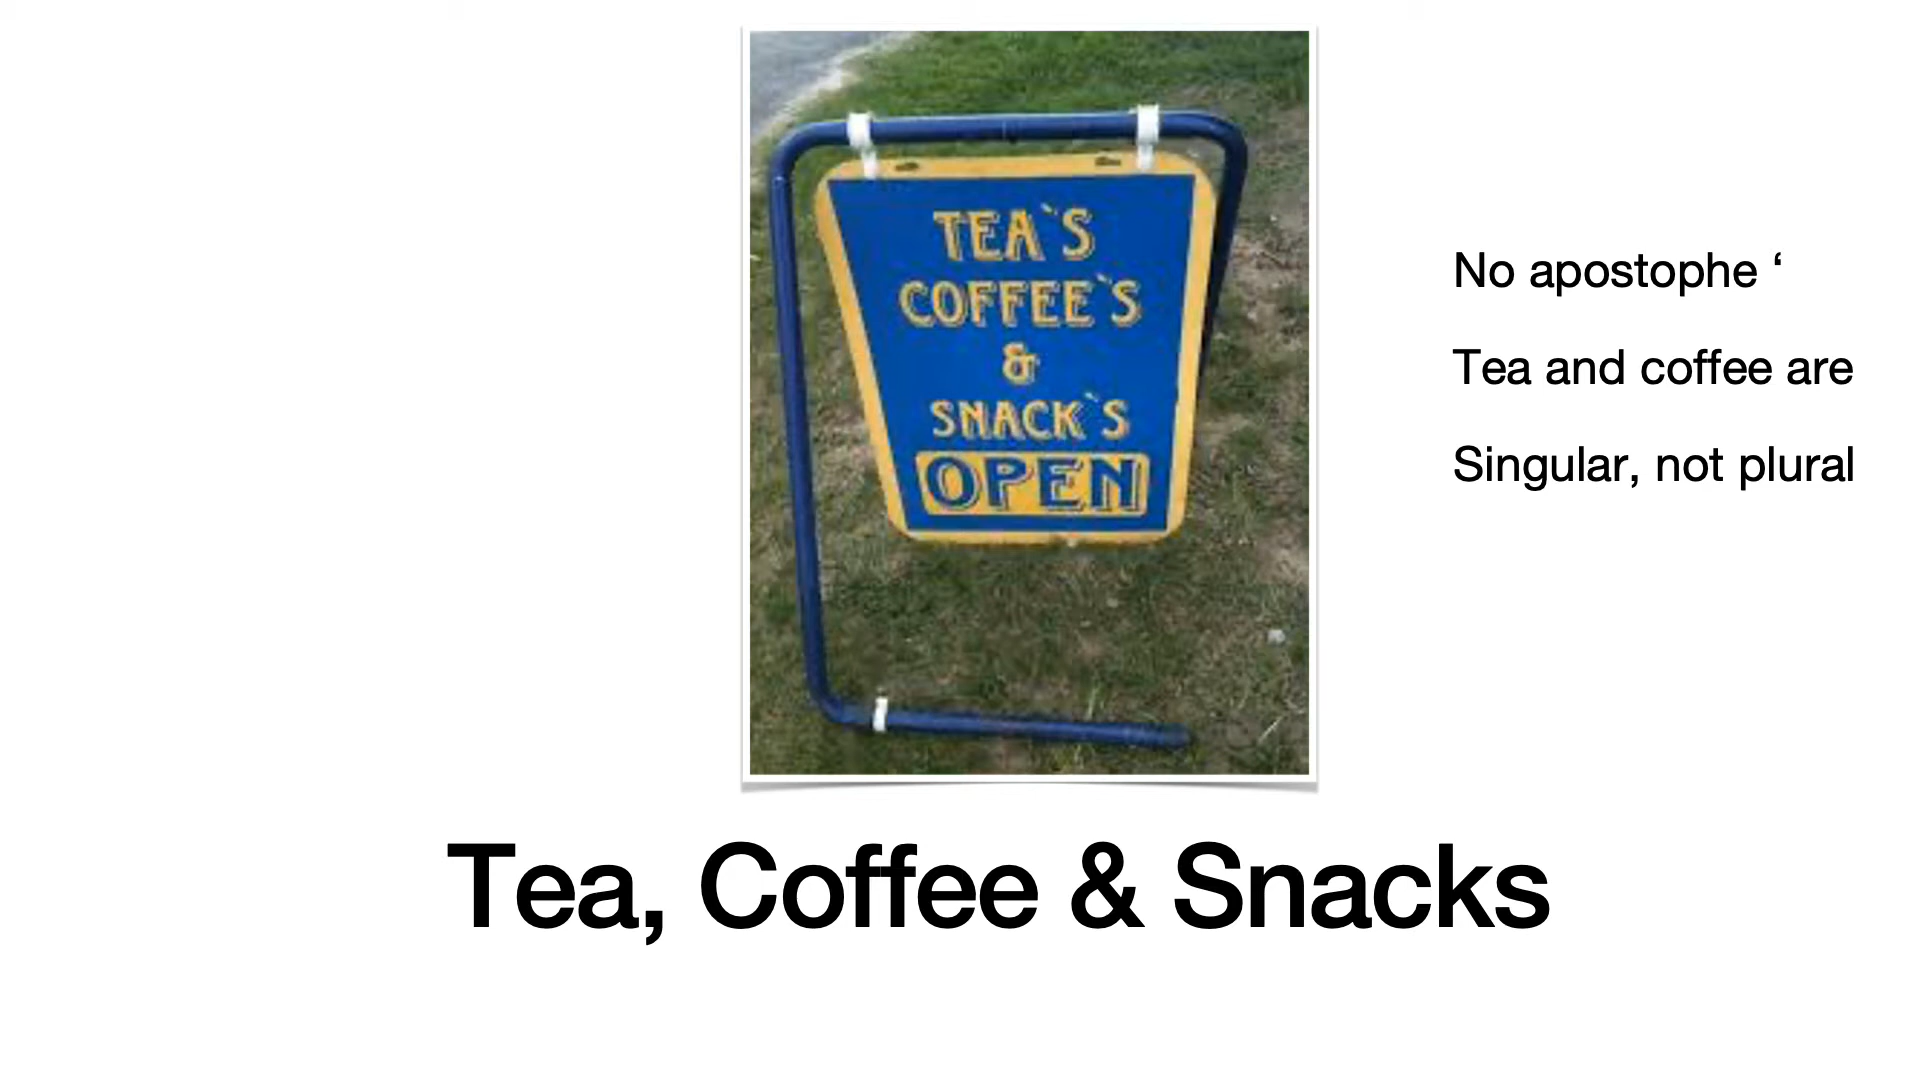 TEA`S
COFFEE`S
&
SNACK`S
OPEN
No apostophe ‘
Tea and coffee are
Singular, not plural
Tea, Coffee & Snacks